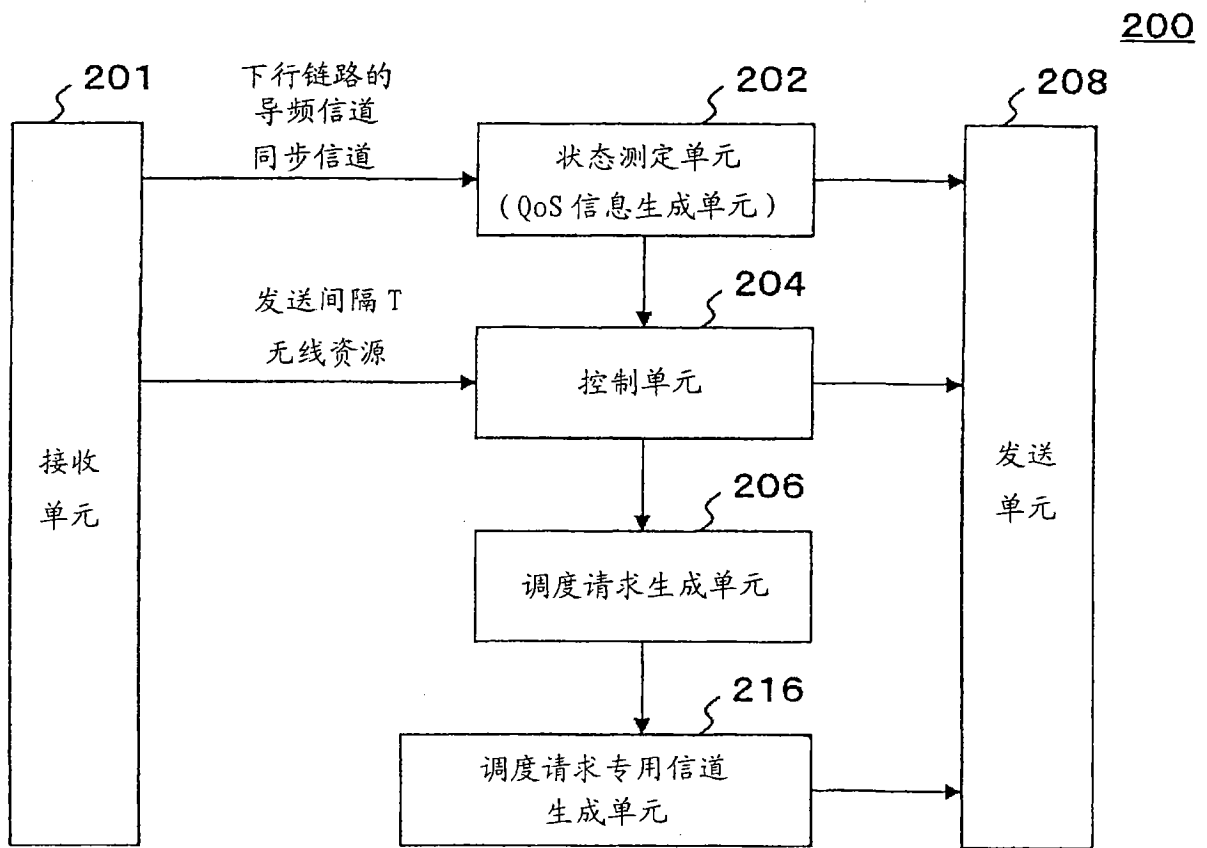 200
201
下行链路的
导频信道
同步信道
202
状态测定单元
(QoS 信息生成单元)
208
发送间隔 T
无线资源
204
控制单元
接收
单元
发送
单元
206
调度请求生成单元
216
调度请求专用信道
生成单元